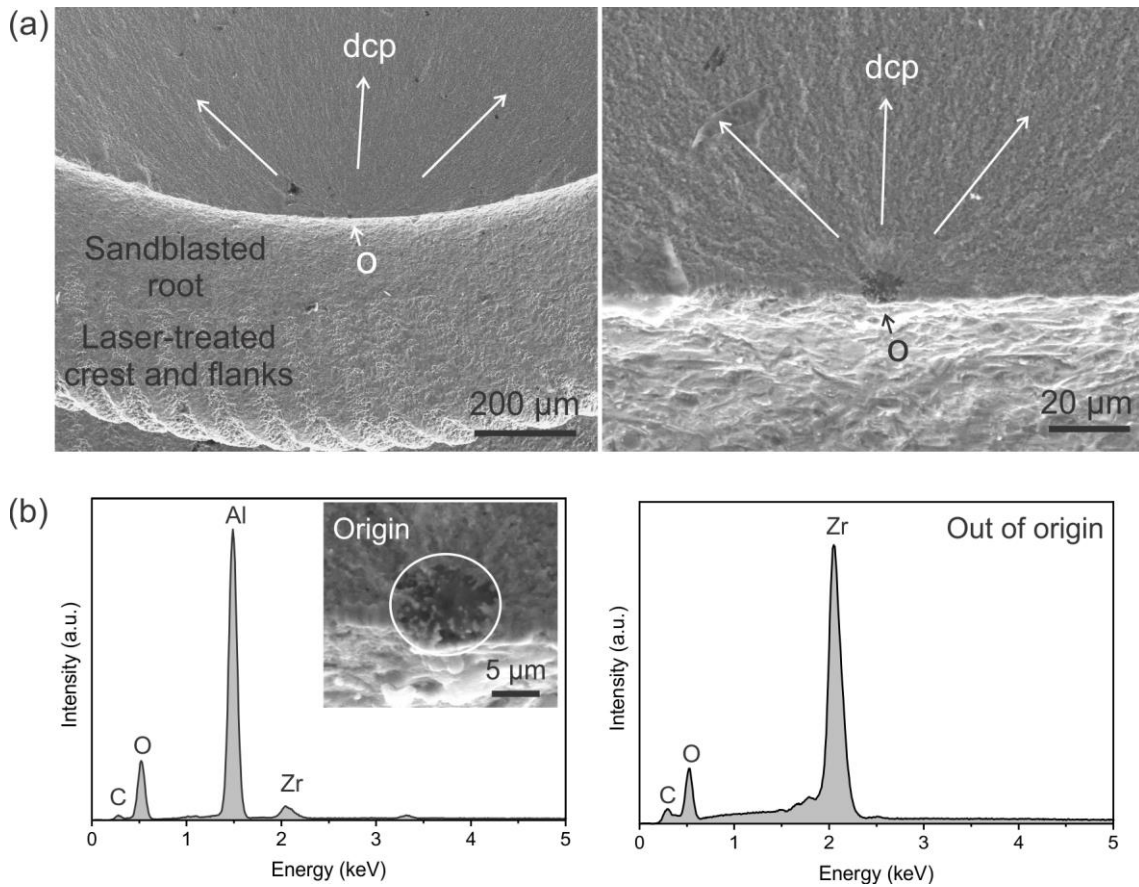 (a)
dcp
O
Sandblasted
root
Laser-treated
crest and flanks
200 µm
dcp
O
20 µm
(b)
Intensity (a.u.)
C
O
Al
Zr
Origin
5 µm
0 1 2 3 4 5
Energy (keV)
Intensity (a.u.)
C
O
Zr
Out of origin
0 1 2 3 4 5
Energy (keV)